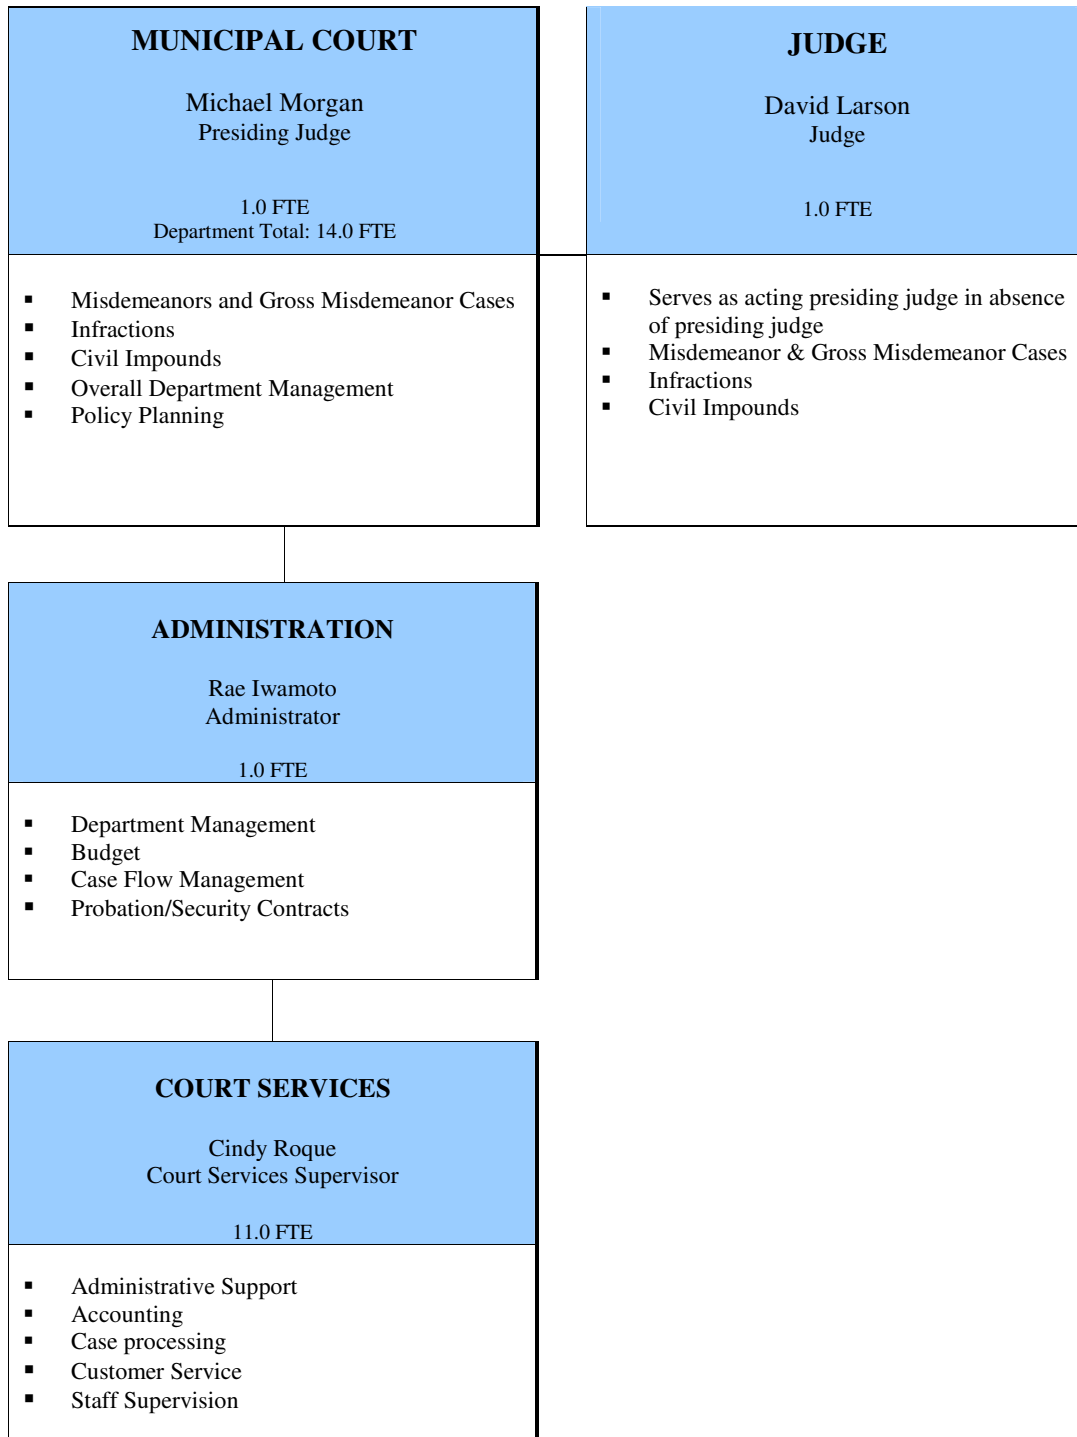 MUNICIPAL COURT
Michael Morgan
Presiding Judge
1.0 FTE
Department Total: 14.0 FTE
▪ Misdemeanors and Gross Misdemeanor Cases
▪ Infractions
▪ Civil Impounds
▪ Overall Department Management
▪ Policy Planning
JUDGE
David Larson
Judge
1.0 FTE
▪ Serves as acting presiding judge in absence
of presiding judge
▪ Misdemeanor & Gross Misdemeanor Cases
▪ Infractions
▪ Civil Impounds
ADMINISTRATION
Rae Iwamoto
Administrator
1.0 FTE
▪ Department Management
▪ Budget
▪ Case Flow Management
▪ Probation/Security Contracts
COURT SERVICES
Cindy Roque
Court Services Supervisor
11.0 FTE
▪ Administrative Support
▪ Accounting
▪ Case processing
▪ Customer Service
▪ Staff Supervision